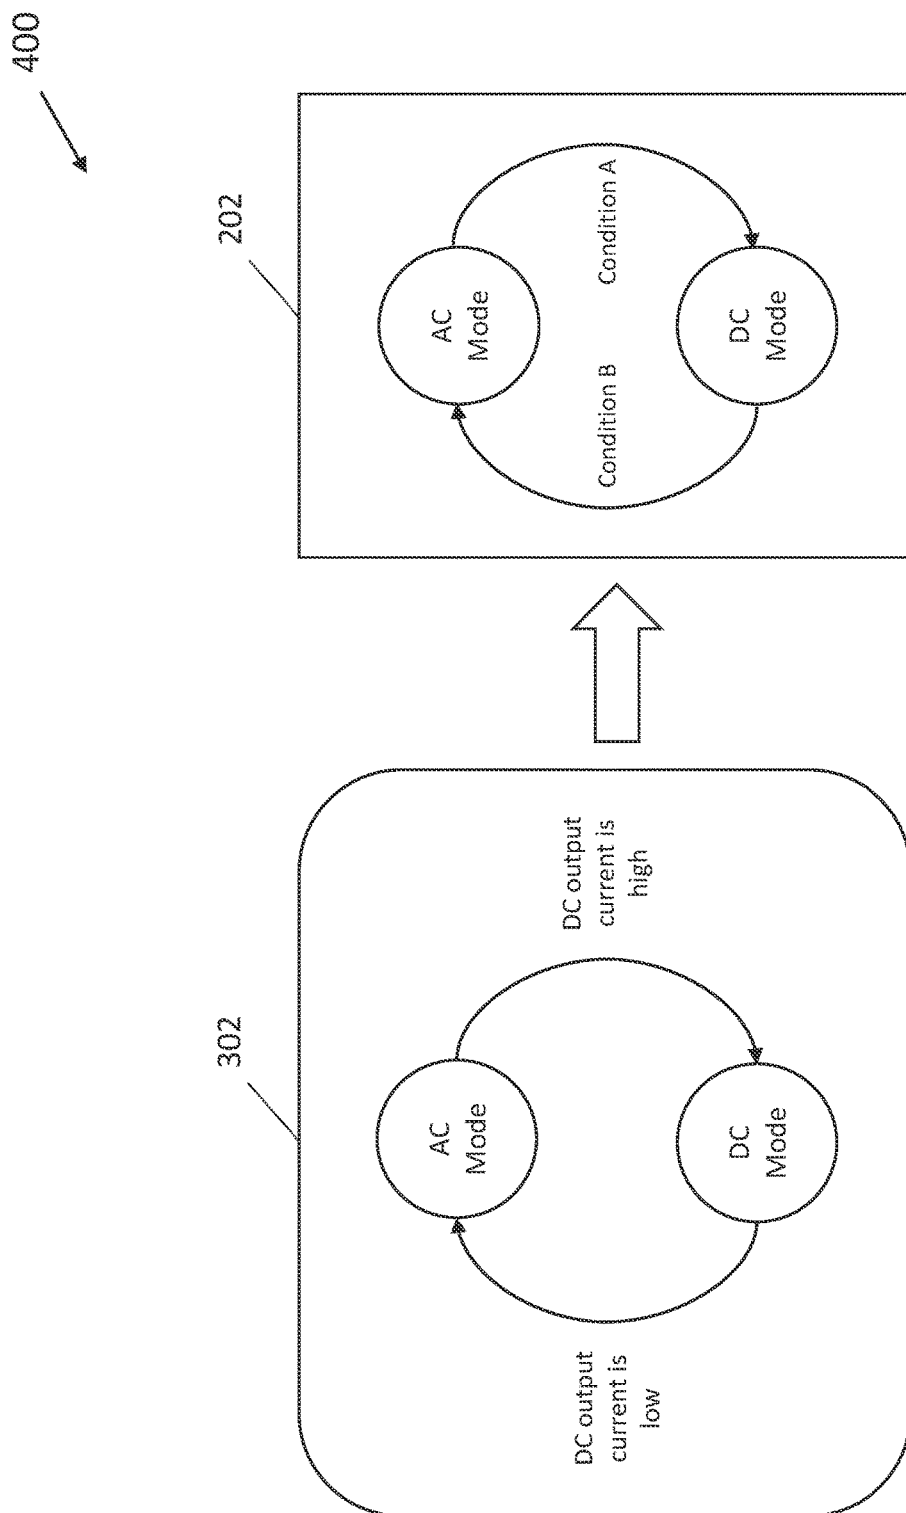 400
302
202
AC
Mode
DC output
current is
low
DC output
current is
high
DC
Mode
AC
Mode
Condition B
Condition A
DC
Mode